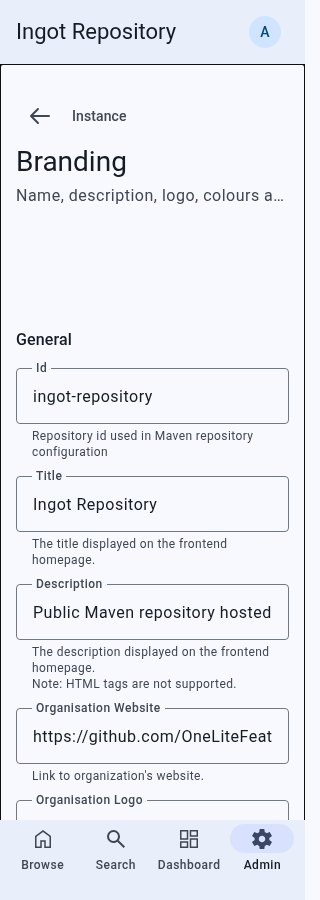 Ingot Repository
A
Instance
Branding
Name, description, logo, colours a…
General
Id
ingot-repository
Repository id used in Maven repository
configuration
Title
Ingot Repository
The title displayed on the frontend
homepage.
Description
Public Maven repository hosted
The description displayed on the frontend
homepage.
Note: HTML tags are not supported.
Organisation Website
https://github.com/OneLiteFeat
Link to organization's website.
Organisation Logo
Browse
Search
Dashboard
Admin